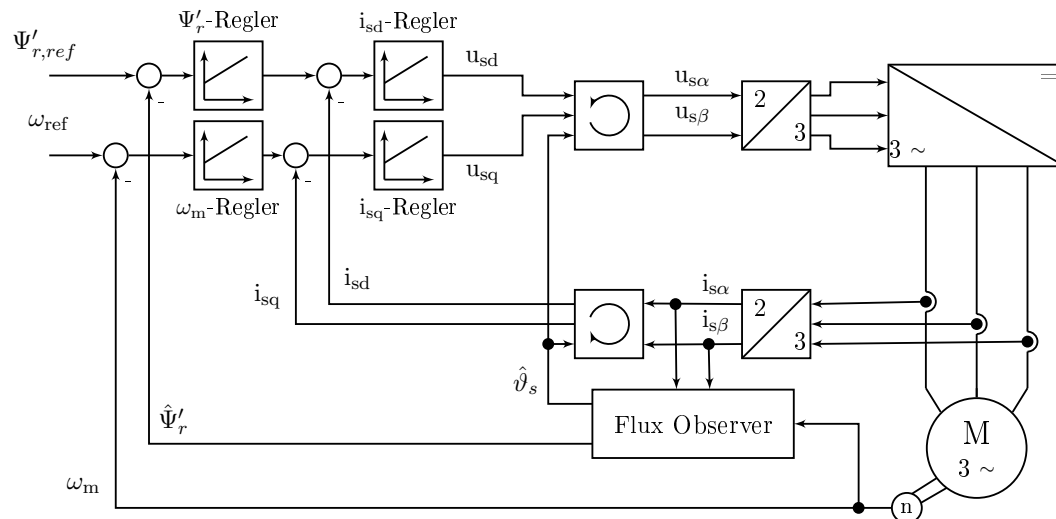 Ψ′r-Regler
isd-Regler
Ψ′r,ref
usd
usα
=
ωref
usβ
2
3
3 ∼
usq
ωm-Regler
isq-Regler
isα
isd
isq
2
isβ
3
ϑ̂s
Flux Observer
Ψ̂′r
M
3 ∼
ωm
n